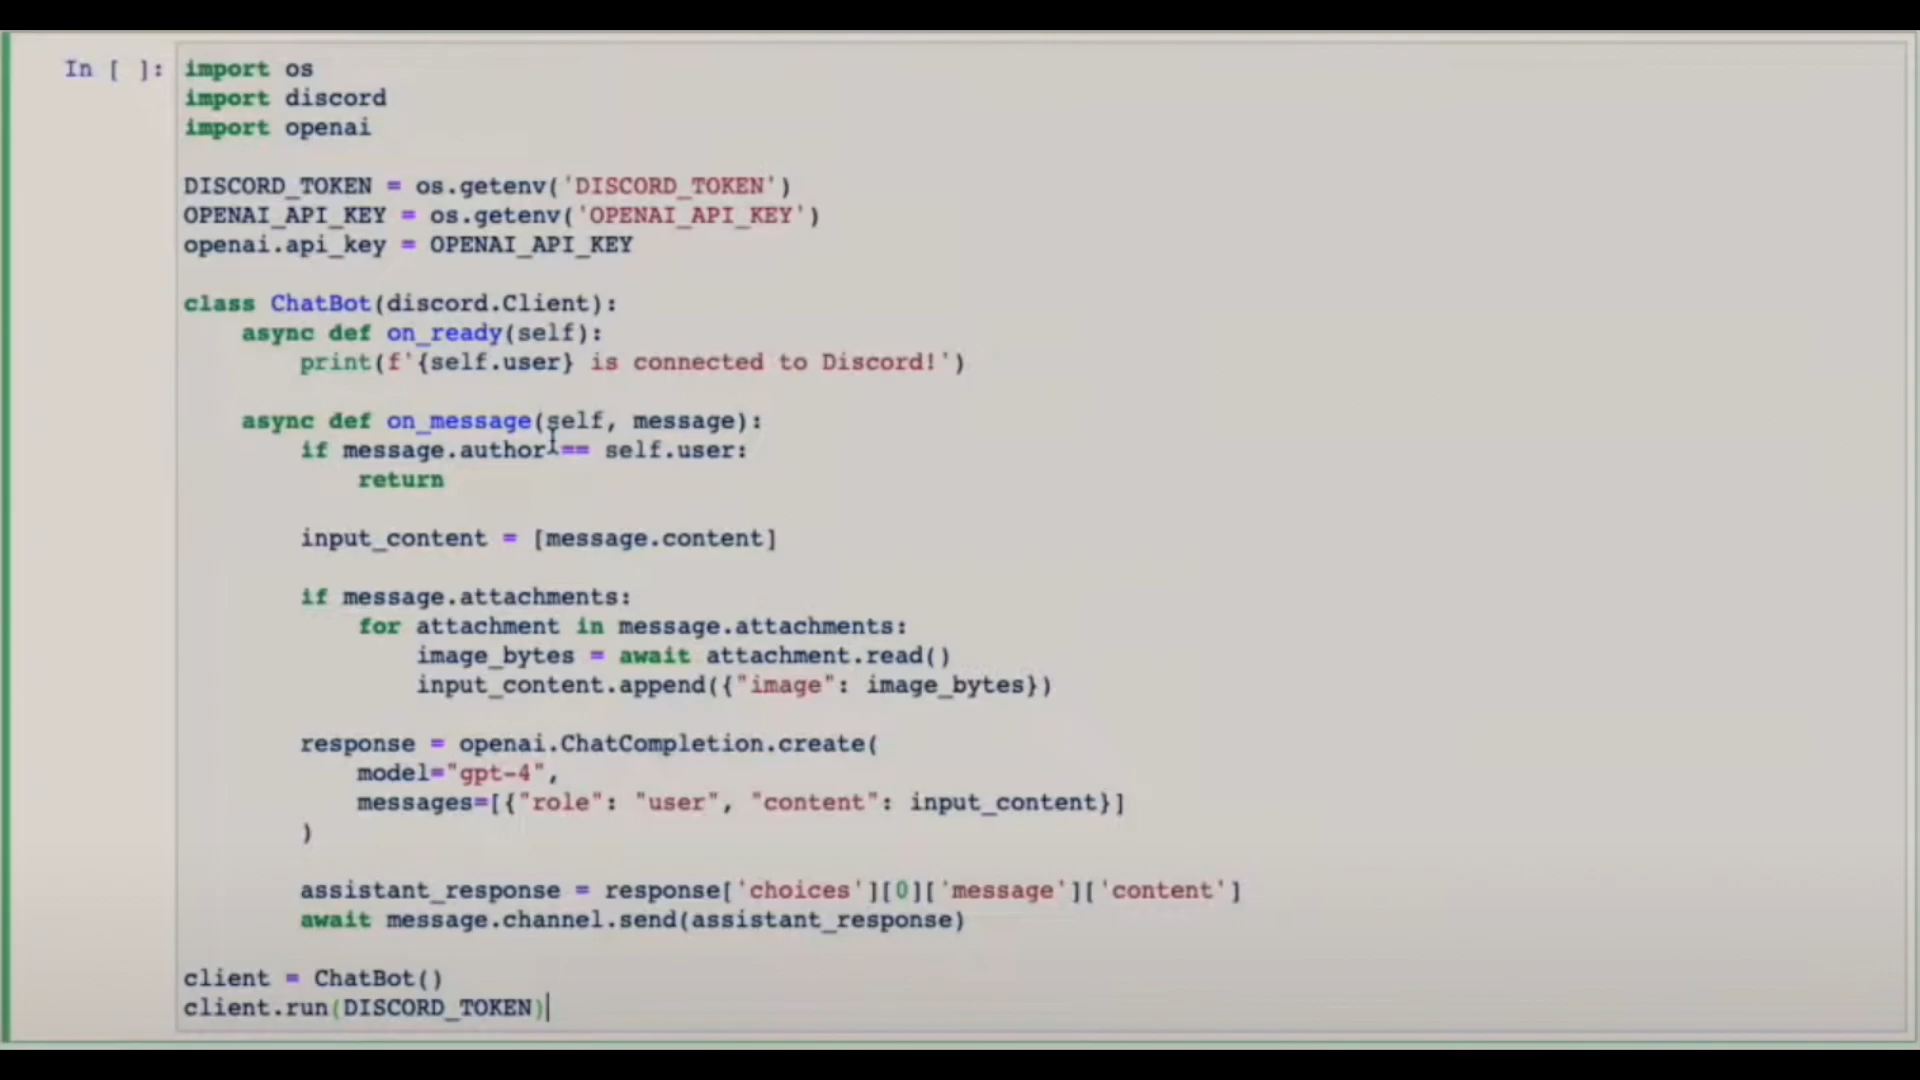 In [ ]: import os
import discord
import openai

DISCORD_TOKEN = os.getenv('DISCORD_TOKEN')
OPENAI_API_KEY = os.getenv('OPENAI_API_KEY')
openai.api_key = OPENAI_API_KEY

class ChatBot(discord.Client):
    async def on_ready(self):
        print(f'{self.user} is connected to Discord!')

    async def on_message(self, message):
        if message.author == self.user:
            return

        input_content = [message.content]

        if message.attachments:
            for attachment in message.attachments:
                image_bytes = await attachment.read()
                input_content.append({"image": image_bytes})

        response = openai.ChatCompletion.create(
            model="gpt-4",
            messages=[{"role": "user", "content": input_content}]
        )

        assistant_response = response['choices'][0]['message']['content']
        await message.channel.send(assistant_response)

client = ChatBot()
client.run(DISCORD_TOKEN)